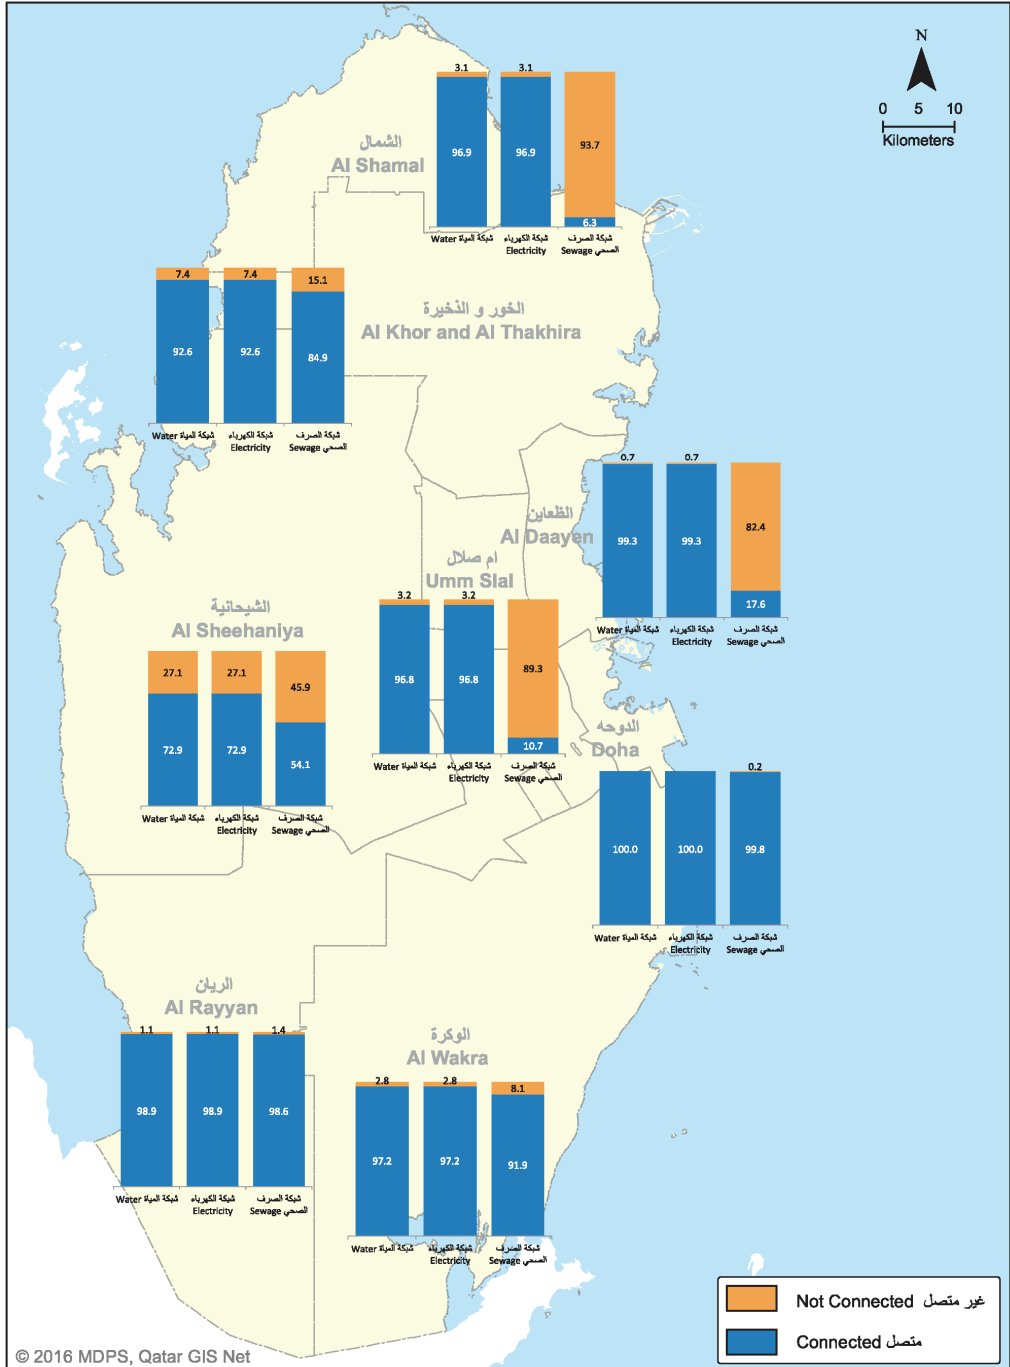 N
0 5 10
Kilometers
الشمال
Al Shamal
3.1
3.1
93.7
96.9
96.9
6.3
Water شبكة المياة
شبكة الكهرباء
Electricity
شبكة الصرف
Sewage الصحي
الخور و الذخيرة
Al Khor and Al Thakhira
7.4
7.4
15.1
92.6
92.6
84.9
Water شبكة المياة
شبكة الكهرباء
Electricity
شبكة الصرف
Sewage الصحي
الظعاين
Al Daayen
0.7
0.7
82.4
99.3
99.3
17.6
Water شبكة المياة
شبكة الكهرباء
Electricity
شبكة الصرف
Sewage الصحي
ام صلال
Umm Slal
3.2
3.2
89.3
96.8
96.8
10.7
Water شبكة المياة
شبكة الكهرباء
Electricity
شبكة الصرف
Sewage الصحي
الشيحانية
Al Sheehaniya
27.1
27.1
45.9
72.9
72.9
54.1
Water شبكة المياة
شبكة الكهرباء
Electricity
شبكة الصرف
Sewage الصحي
الدوحه
Doha
0.2
100.0
100.0
99.8
Water شبكة المياة
شبكة الكهرباء
Electricity
شبكة الصرف
Sewage الصحي
الريان
Al Rayyan
1.1
1.1
1.4
98.9
98.9
98.6
Water شبكة المياة
شبكة الكهرباء
Electricity
شبكة الصرف
Sewage الصحي
الوكرة
Al Wakra
2.8
2.8
8.1
97.2
97.2
91.9
Water شبكة المياة
شبكة الكهرباء
Electricity
شبكة الصرف
Sewage الصحي
Not Connected غير متصل
Connected متصل
© 2016 MDPS, Qatar GIS Net